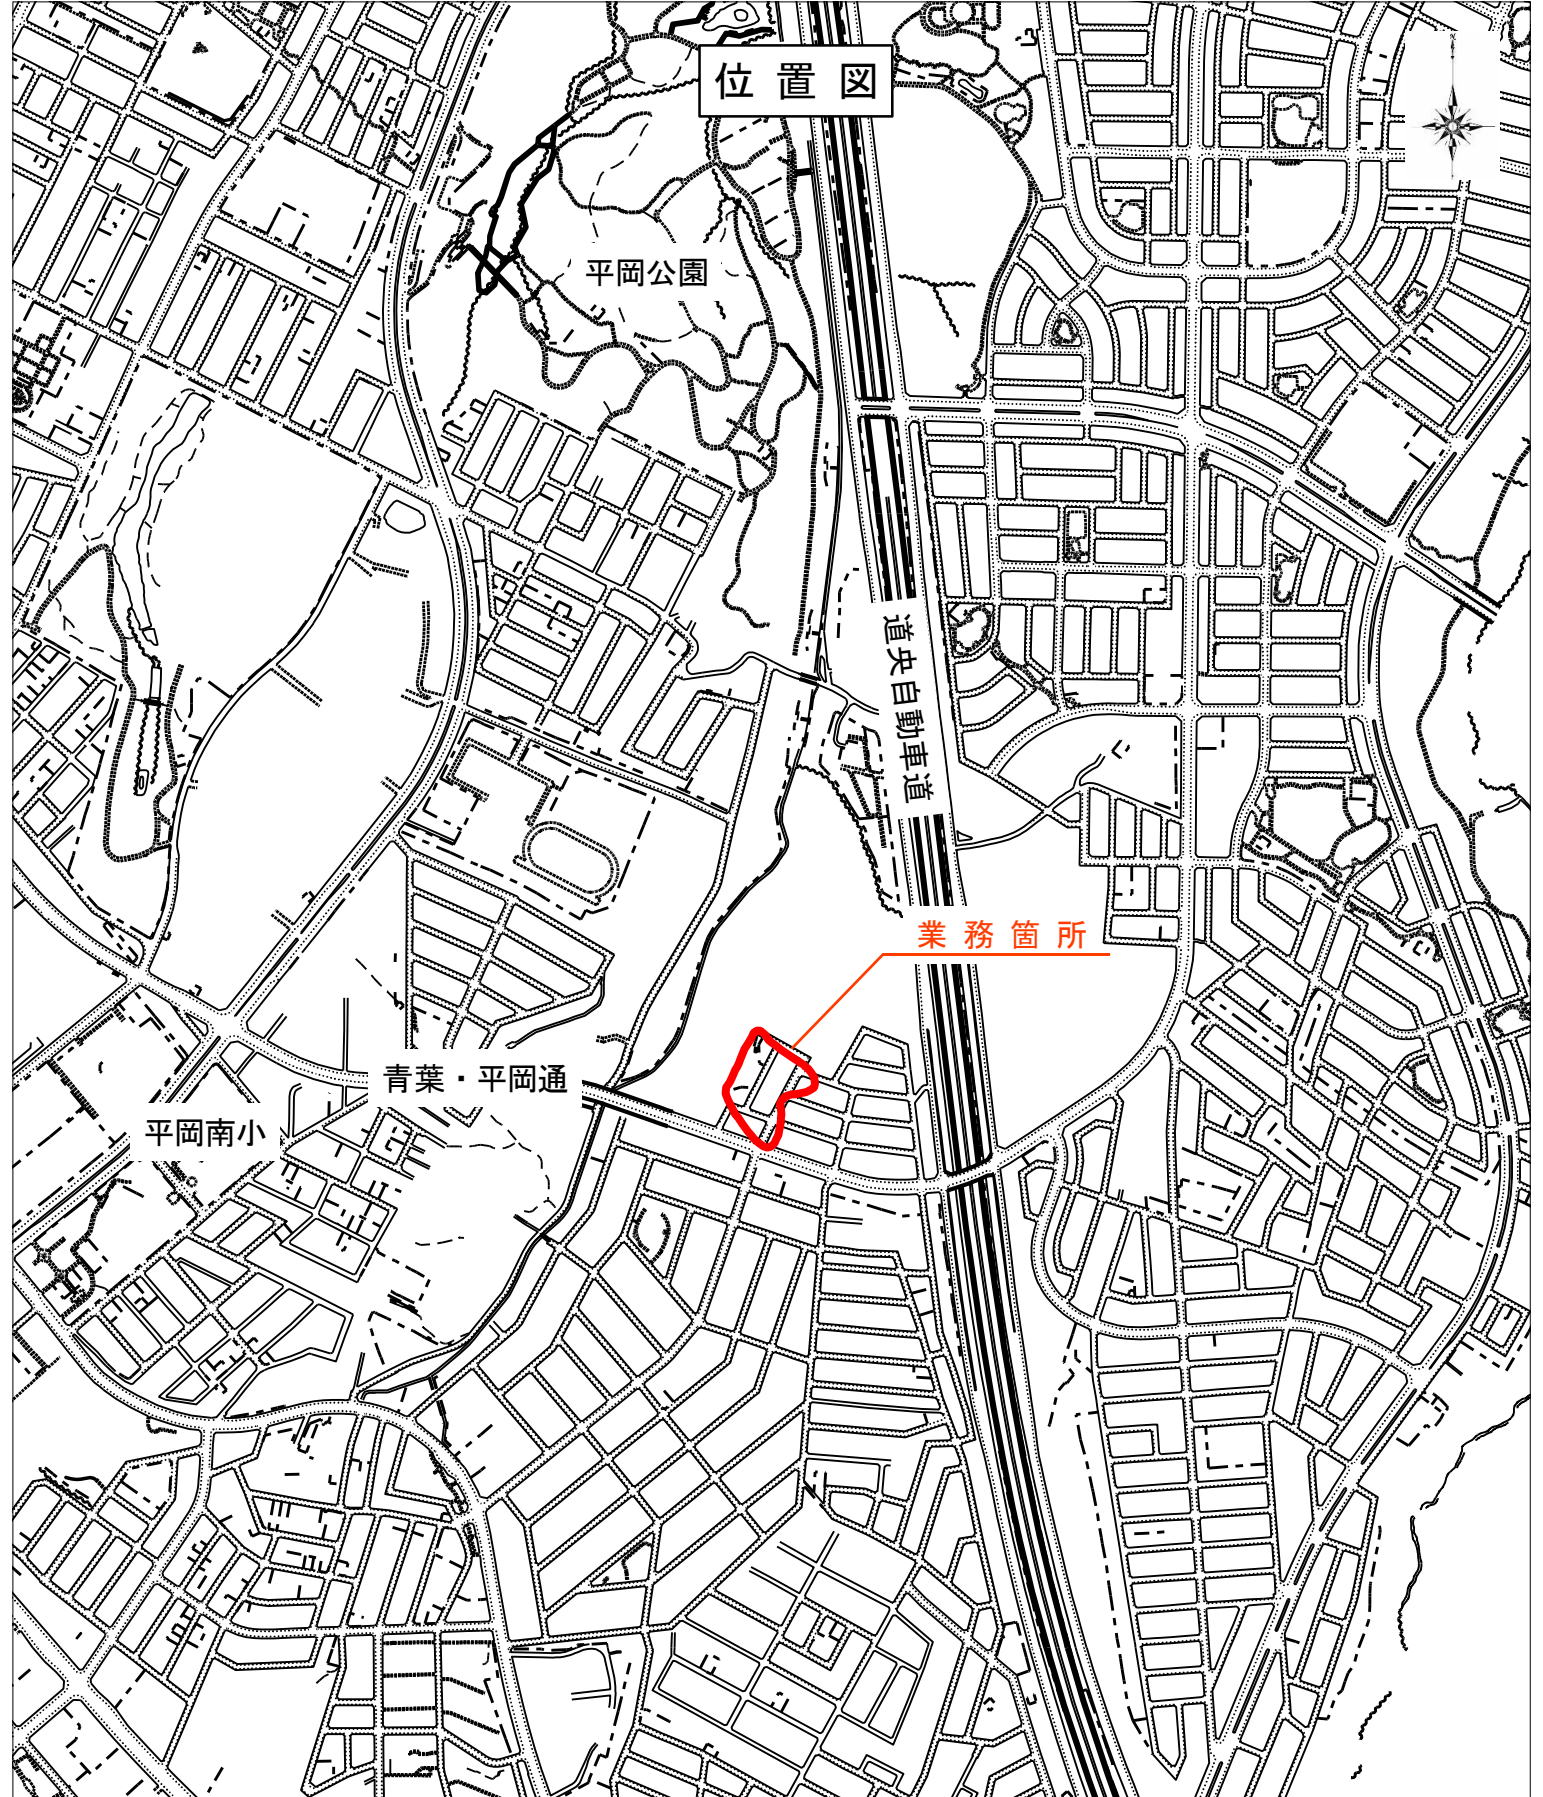 位置図
平岡公園
道央自動車道
業務箇所
青葉・平岡通
平岡南小